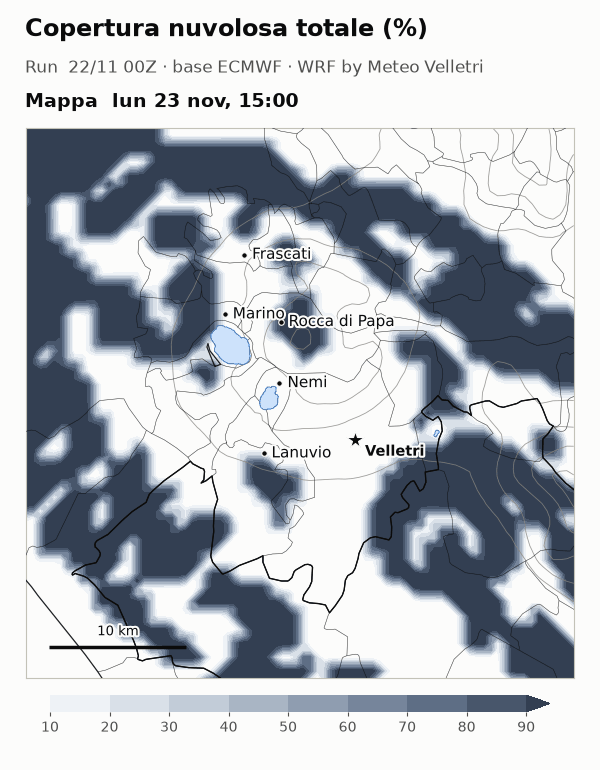 Copertura nuvolosa totale (%)
Run  22/11 00Z · base ECMWF · WRF by Meteo Velletri
Mappa  lun 23 nov, 15:00
Frascati
Marino
Rocca di Papa
Nemi
Velletri
Lanuvio
10 km
10 20 30 40 50 60 70 80 90